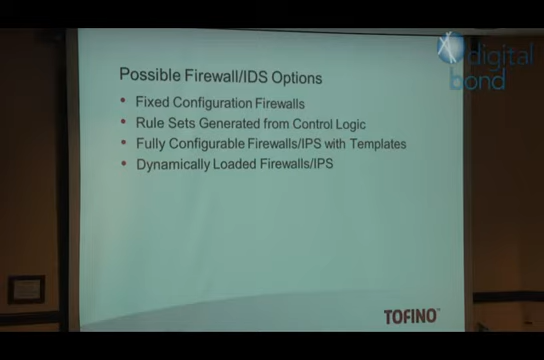 digital
bond
Possible Firewall/IDS Options
• Fixed Configuration Firewalls
• Rule Sets Generated from Control Logic
• Fully Configurable Firewalls/IPS with Templates
• Dynamically Loaded Firewalls/IPS
TOFINO™